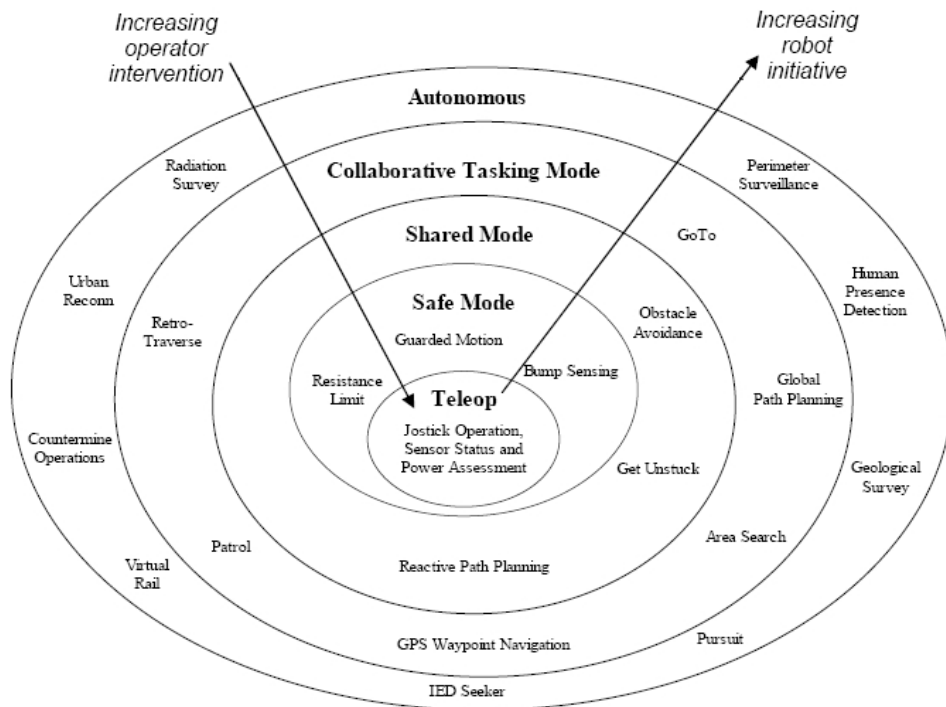 Increasing
operator
intervention
Increasing
robot
initiative
Autonomous
Radiation
Survey
Perimeter
Surveillance
Collaborative Tasking Mode
GoTo
Shared Mode
Urban
Reconn
Human
Presence
Detection
Safe Mode
Retro-
Traverse
Obstacle
Avoidance
Guarded Motion
Resistance
Limit
Bump Sensing
Global
Path Planning
Teleop
Jostick Operation,
Sensor Status and
Power Assessment
Countermine
Operations
Get Unstuck
Geological
Survey
Patrol
Area Search
Virtual
Rail
Reactive Path Planning
GPS Waypoint Navigation
Pursuit
IED Seeker